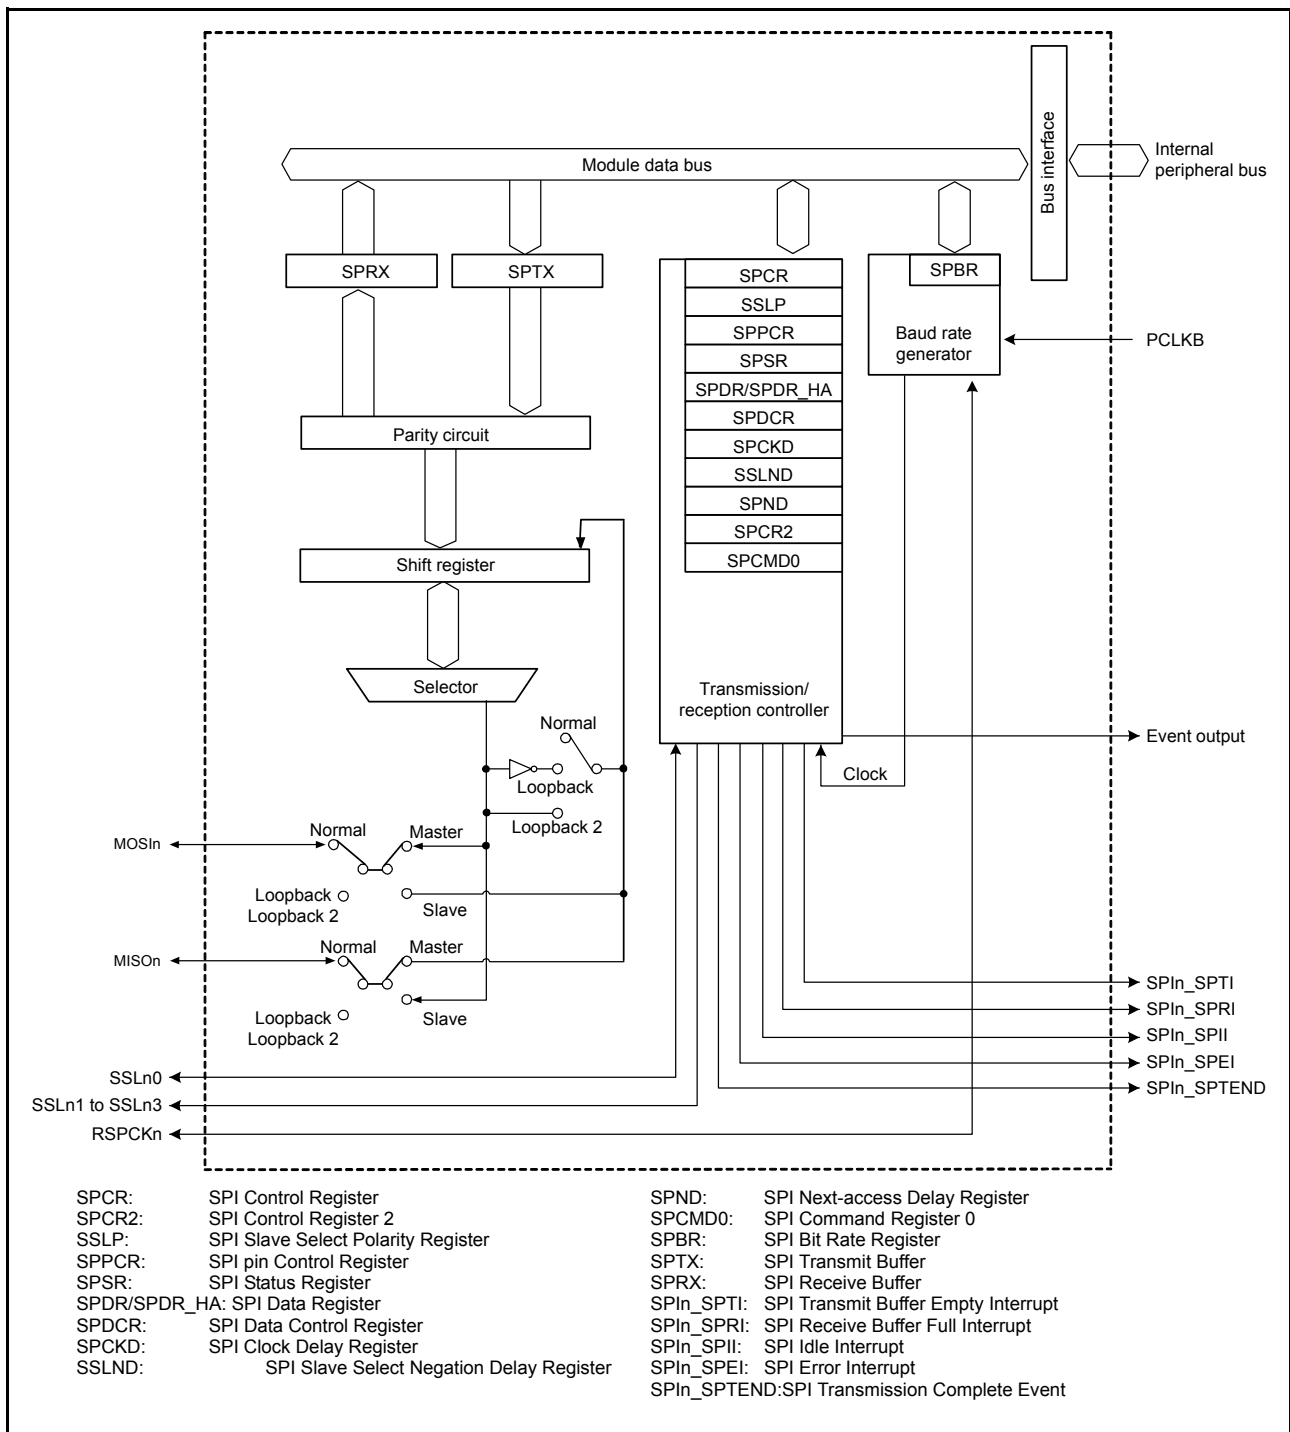 Bus interface
Module data bus
Internal
peripheral bus
SPRX
SPTX
SPCR
SSLP
SPPCR
SPSR
SPDR/SPDR_HA
SPDCR
SPCKD
SSLND
SPND
SPCR2
SPCMD0
SPBR
Baud rate
generator
PCLKB
Parity circuit
Shift register
Selector
Transmission/
reception controller
Normal
Loopback
Loopback 2
Clock
Event output
MOSIn
Normal
Master
Loopback
Loopback 2
Slave
MISOn
Normal
Master
Loopback
Loopback 2
Slave
SPIn_SPTI
SPIn_SPRI
SPIn_SPII
SPIn_SPEI
SPIn_SPTEND
SSLn0
SSLn1 to SSLn3
RSPCKn
SPCR: SPI Control Register
SPCR2: SPI Control Register 2
SSLP: SPI Slave Select Polarity Register
SPPCR: SPI pin Control Register
SPSR: SPI Status Register
SPDR/SPDR_HA: SPI Data Register
SPDCR: SPI Data Control Register
SPCKD: SPI Clock Delay Register
SSLND: SPI Slave Select Negation Delay Register
SPND: SPI Next-access Delay Register
SPCMD0: SPI Command Register 0
SPBR: SPI Bit Rate Register
SPTX: SPI Transmit Buffer
SPRX: SPI Receive Buffer
SPIn_SPTI: SPI Transmit Buffer Empty Interrupt
SPIn_SPRI: SPI Receive Buffer Full Interrupt
SPIn_SPII: SPI Idle Interrupt
SPIn_SPEI: SPI Error Interrupt
SPIn_SPTEND:SPI Transmission Complete Event